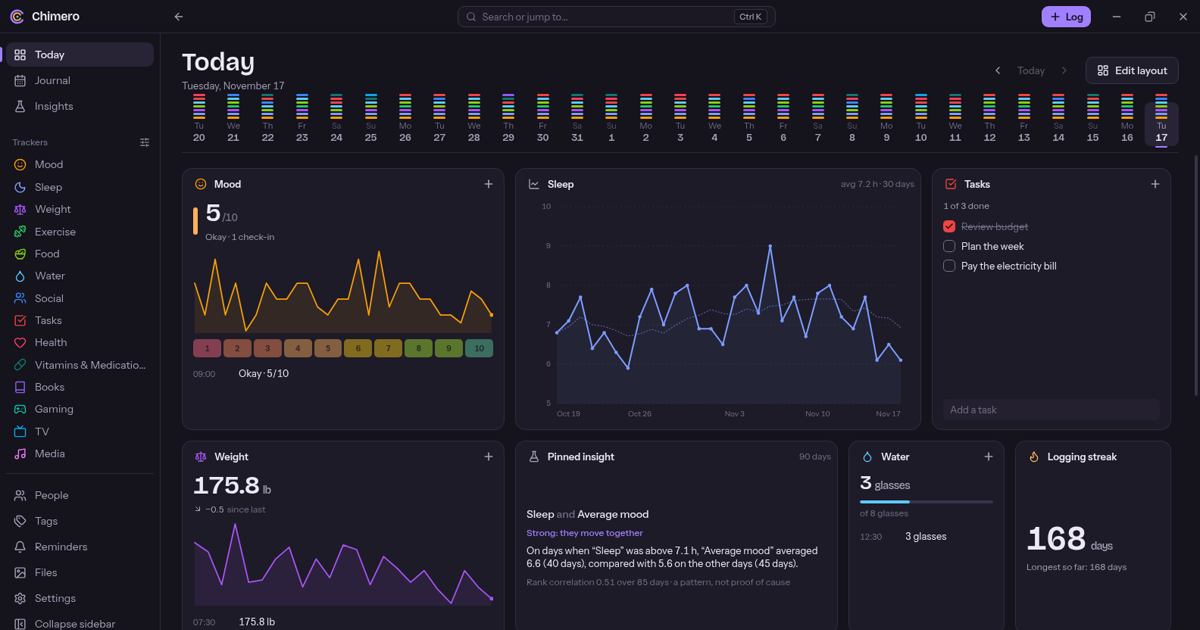 Chimero
Search or jump to...
Ctrl K
+ Log
Today
Journal
Insights
Trackers
Mood
Sleep
Weight
Exercise
Food
Water
Social
Tasks
Health
Vitamins & Medicatio...
Books
Gaming
TV
Media
People
Tags
Reminders
Files
Settings
Collapse sidebar
Today
Tuesday, November 17
Today
Edit layout
Tu We Th Fr Sa Su Mo Tu We Th Fr Sa Su Mo Tu We Th Fr Sa Su Mo Tu We Th Fr Sa Su Mo Tu
20 21 22 23 24 25 26 27 28 29 30 31 1 2 3 4 5 6 7 8 9 10 11 12 13 14 15 16 17
Mood
5 /10
Okay · 1 check-in
1 2 3 4 5 6 7 8 9 10
09:00 Okay · 5/10
Sleep
avg 7.2 h · 30 days
10
9
8
7
6
5
Oct 19 Oct 26 Nov 3 Nov 10 Nov 17
Tasks
1 of 3 done
Review budget
Plan the week
Pay the electricity bill
Add a task
Weight
175.8 lb
−0.5 since last
07:30 175.8 lb
Pinned insight
90 days
Sleep and Average mood
Strong: they move together
On days when “Sleep” was above 7.1 h, “Average mood” averaged
6.6 (40 days), compared with 5.6 on the other days (45 days).
Rank correlation 0.51 over 85 days · a pattern, not proof of cause
Water
3 glasses
of 8 glasses
12:30 3 glasses
Logging streak
168 days
Longest so far: 168 days